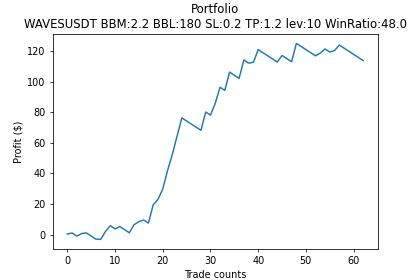 Portfolio
WAVESUSDT BBM:2.2 BBL:180 SL:0.2 TP:1.2 lev:10 WinRatio:48.0
120
100
80
60
40
20
0
Profit ($)
0 10 20 30 40 50 60
Trade counts